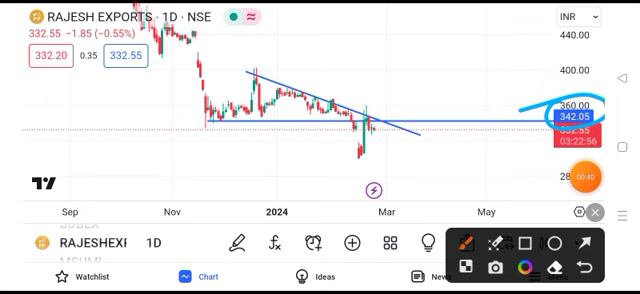 RAJESH EXPORTS · 1D · NSE
332.55 −1.85 (−0.55%)
332.20 0.35 332.55
INR
440.00
400.00
360.00
342.05
332.55
03:22:56
28
00:40
Sep Nov 2024 Mar May
RAJESHEXI 1D
Watchlist Chart Ideas News